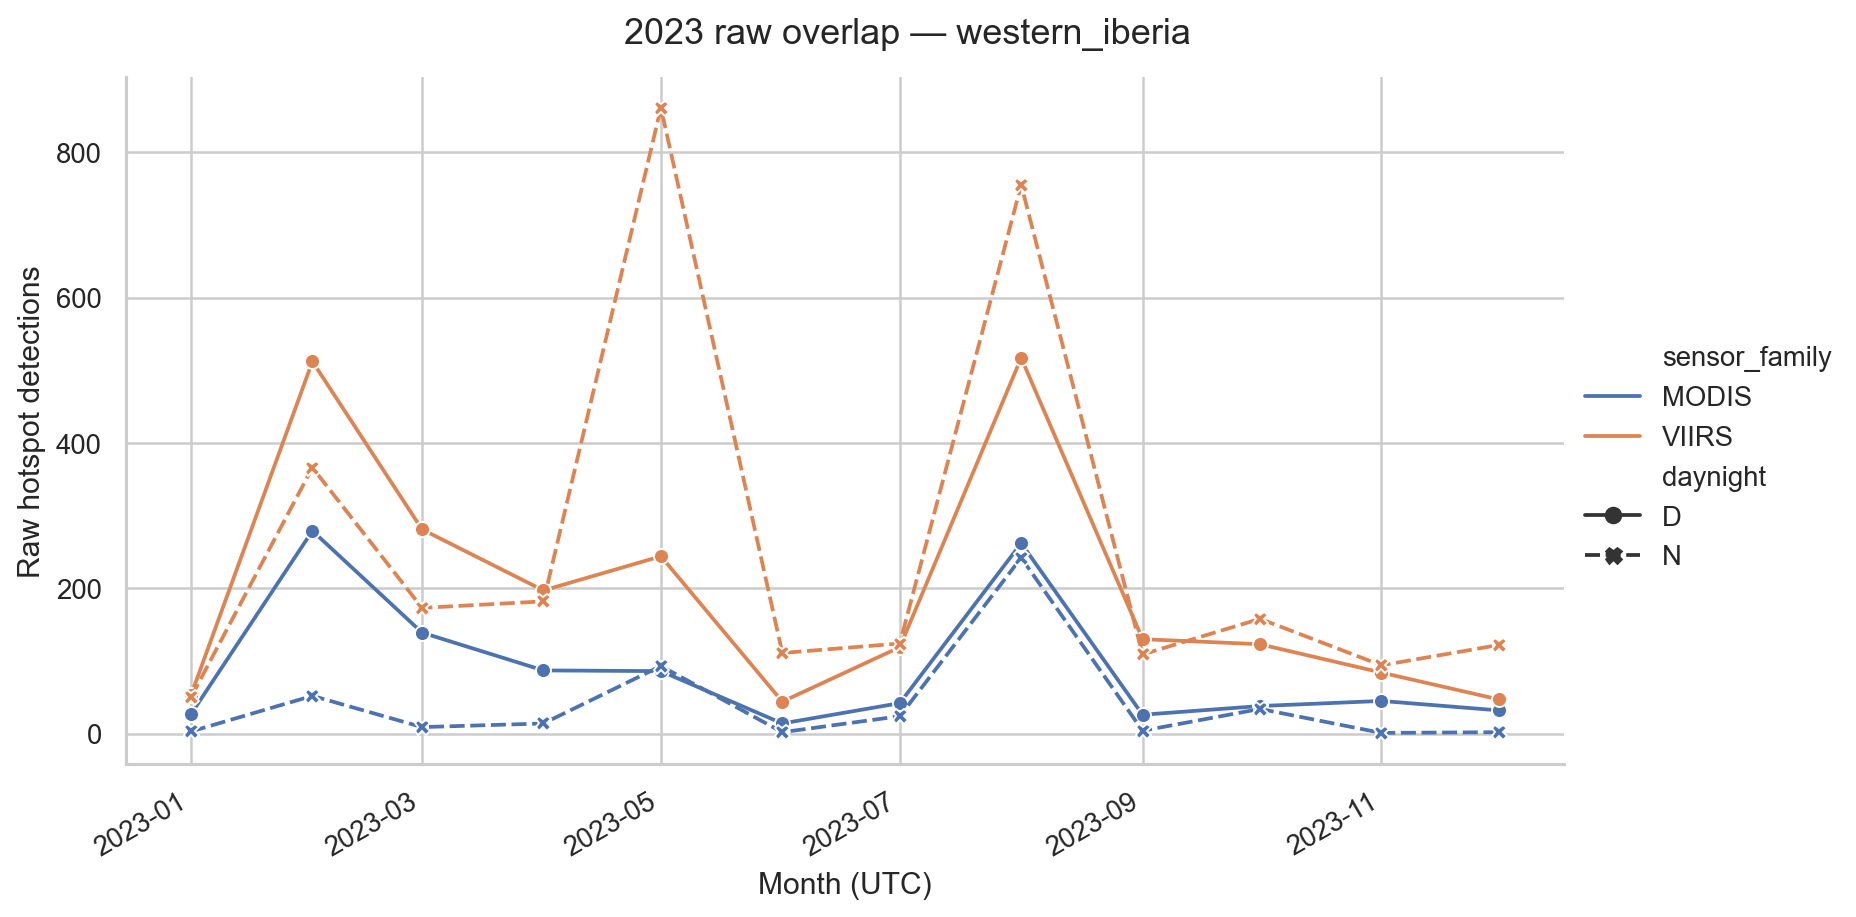 2023 raw overlap — western_iberia
Raw hotspot detections
800
600
400
200
0
2023-01
2023-03
2023-05
2023-07
2023-09
2023-11
Month (UTC)
sensor_family
MODIS
VIIRS
daynight
D
N